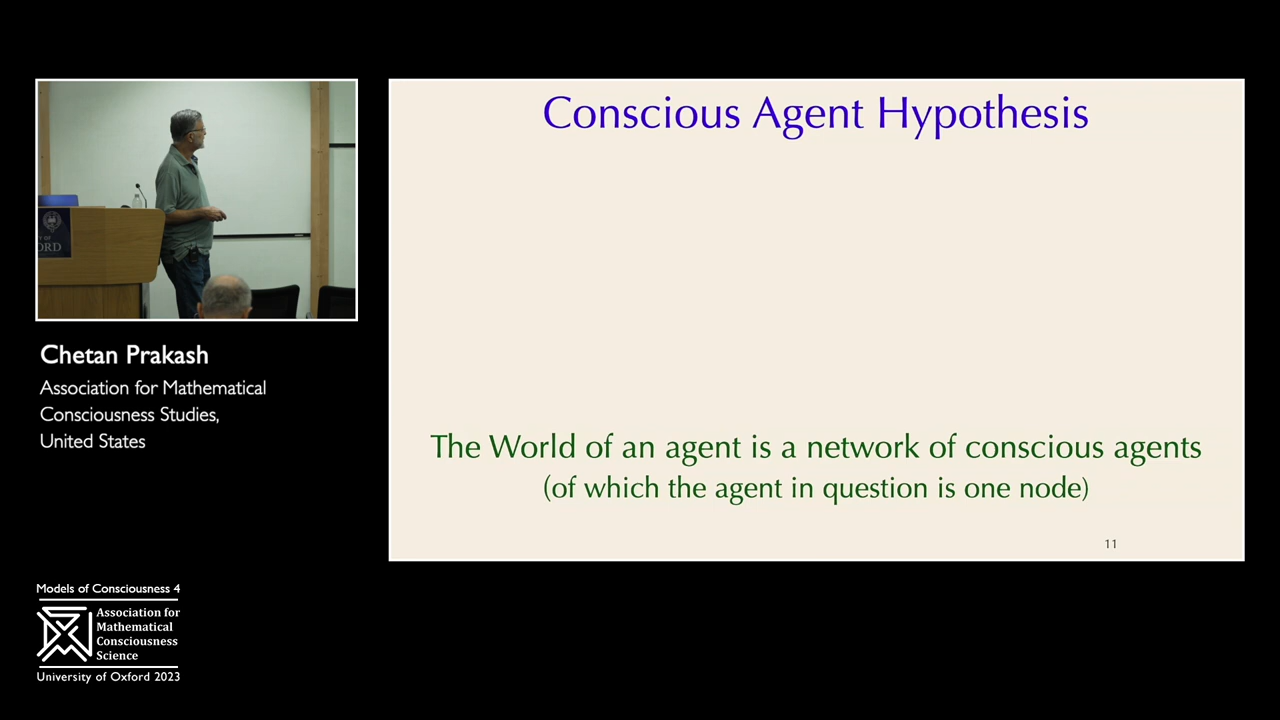 Conscious Agent Hypothesis
The World of an agent is a network of conscious agents
(of which the agent in question is one node)
11
Chetan Prakash
Association for Mathematical
Consciousness Studies,
United States
Models of Consciousness 4
Association for
Mathematical
Consciousness
Science
University of Oxford 2023